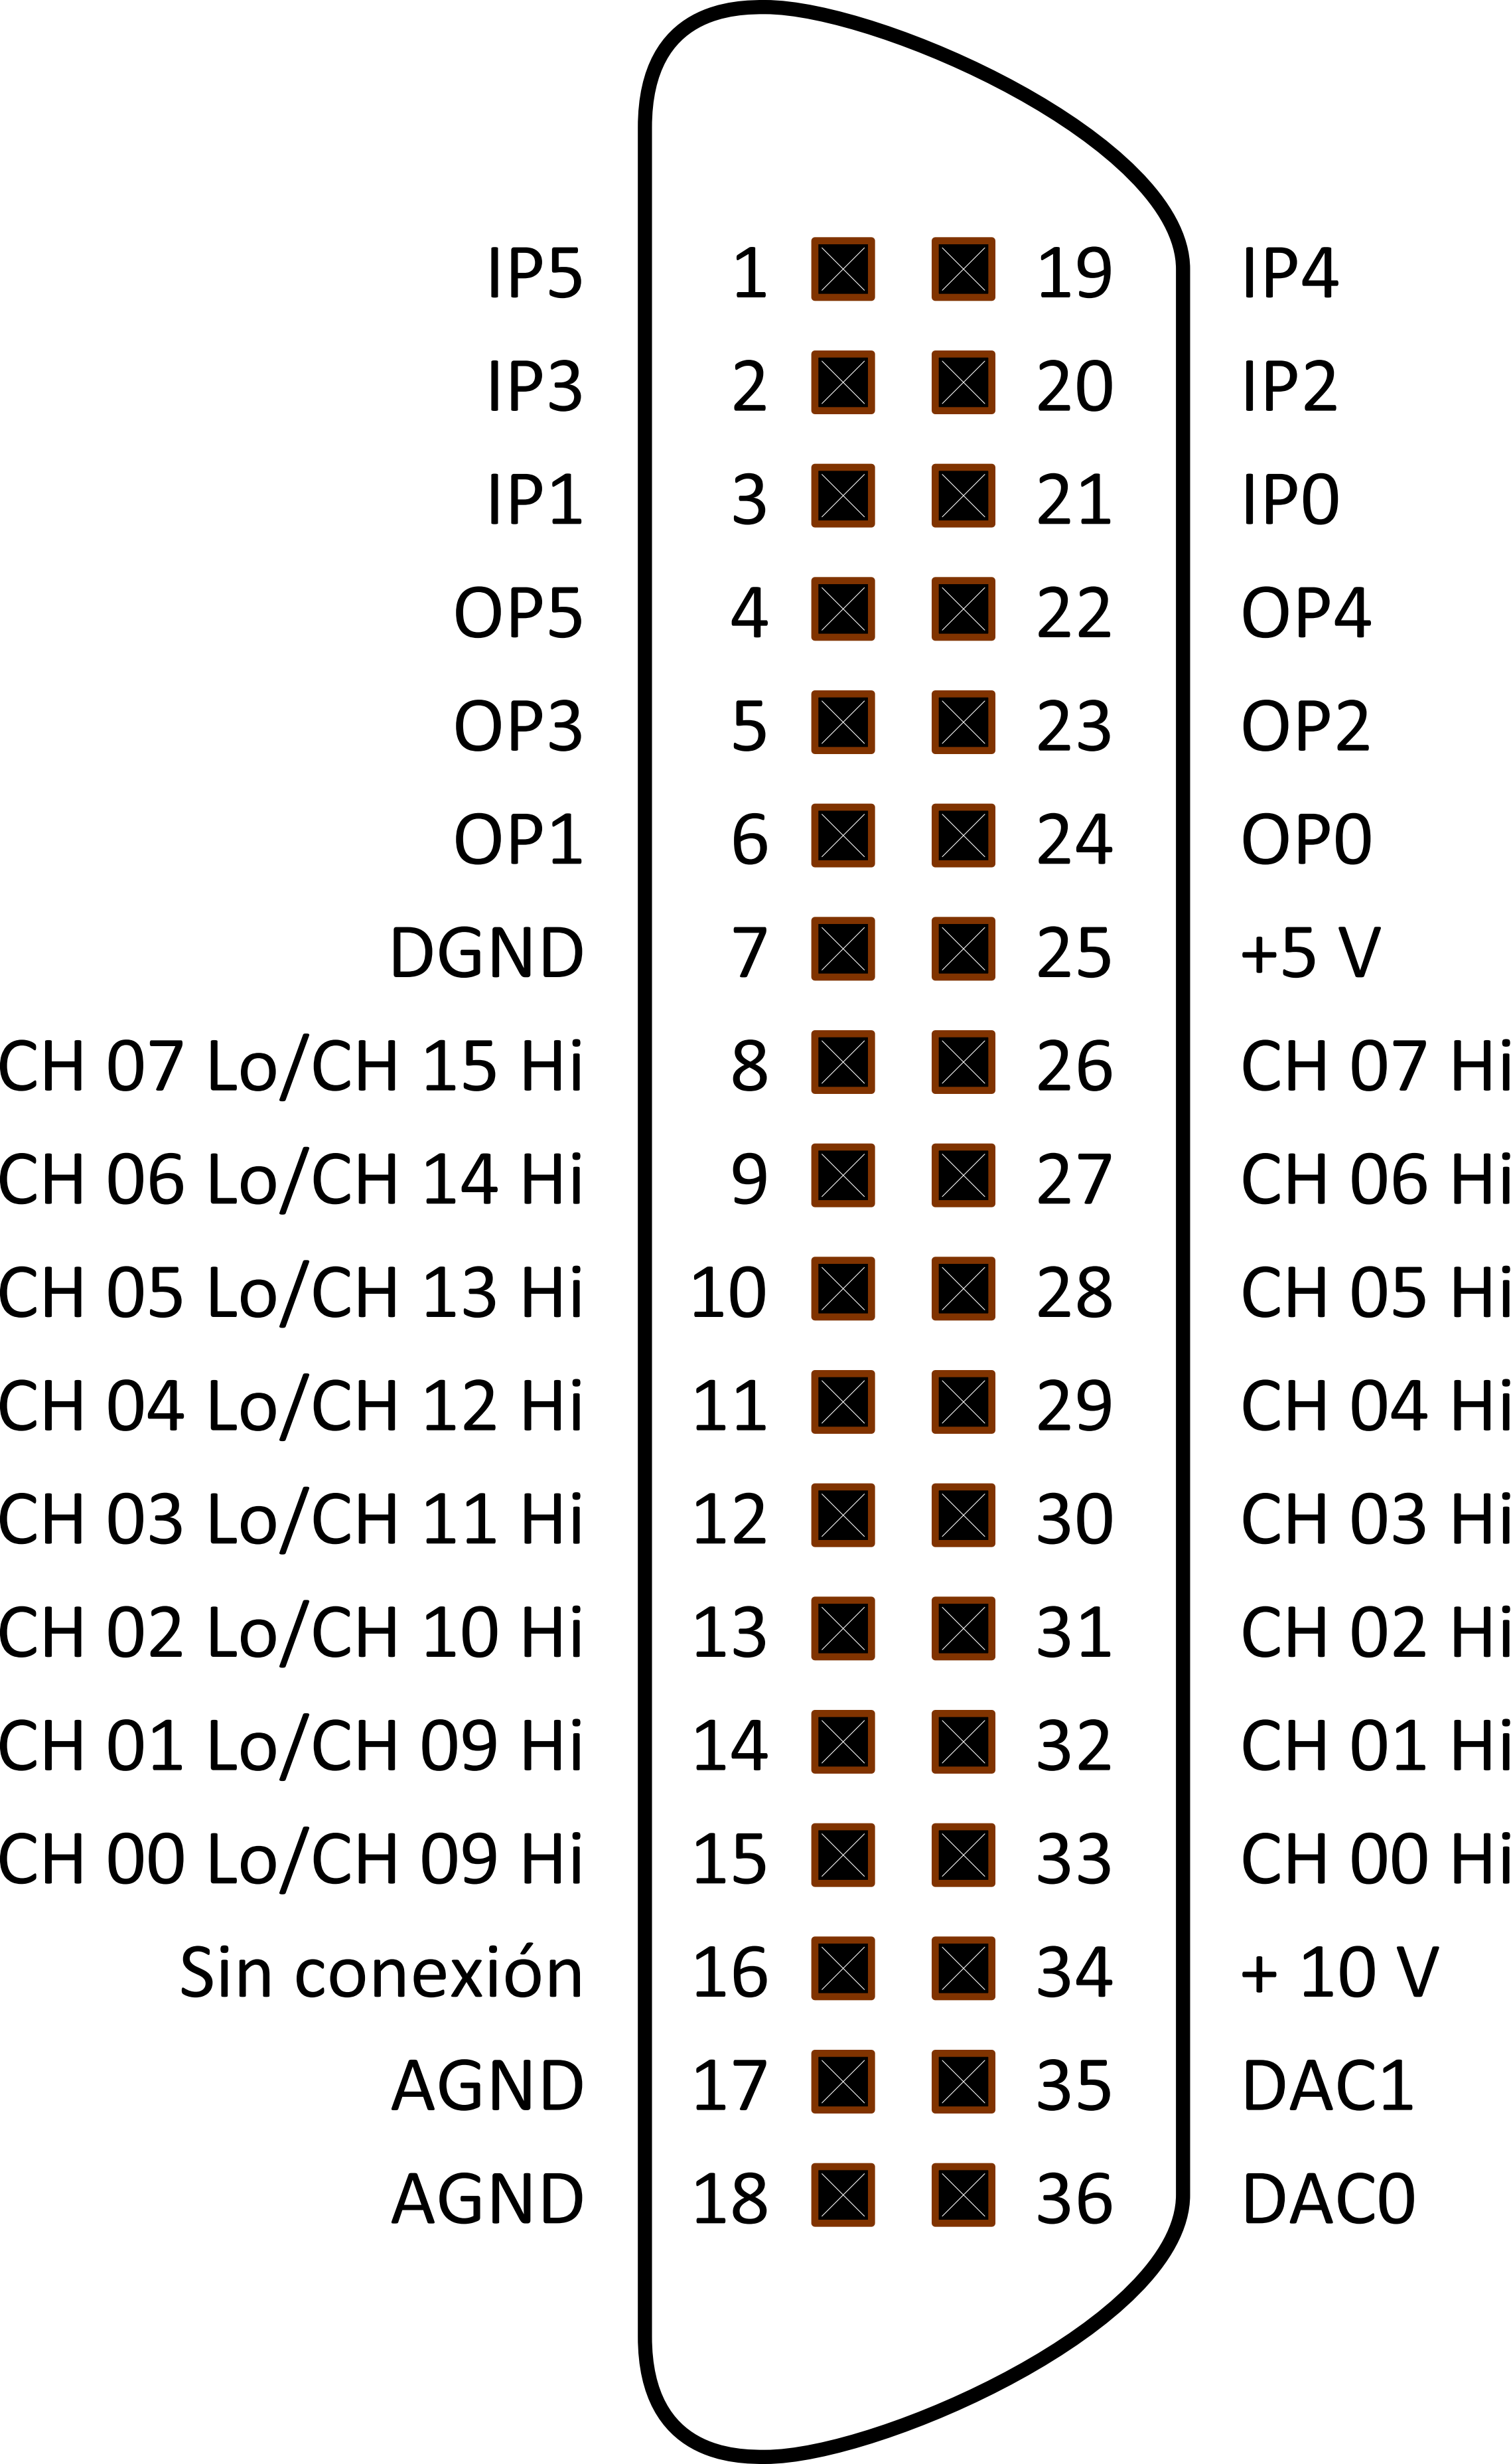 IP5 1 19 IP4
IP3 2 20 IP2
IP1 3 21 IP0
OP5 4 22 OP4
OP3 5 23 OP2
OP1 6 24 OP0
DGND 7 25 +5 V
CH 07 Lo/CH 15 Hi 8 26 CH 07 Hi
CH 06 Lo/CH 14 Hi 9 27 CH 06 Hi
CH 05 Lo/CH 13 Hi 10 28 CH 05 Hi
CH 04 Lo/CH 12 Hi 11 29 CH 04 Hi
CH 03 Lo/CH 11 Hi 12 30 CH 03 Hi
CH 02 Lo/CH 10 Hi 13 31 CH 02 Hi
CH 01 Lo/CH 09 Hi 14 32 CH 01 Hi
CH 00 Lo/CH 09 Hi 15 33 CH 00 Hi
Sin conexión 16 34 + 10 V
AGND 17 35 DAC1
AGND 18 36 DAC0